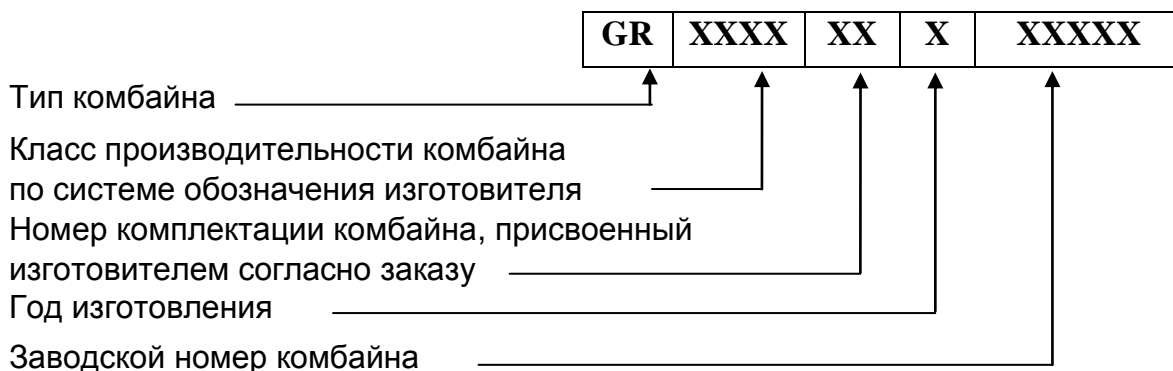 GR XXXX XX X XXXXX
Тип комбайна
Класс производительности комбайна
по системе обозначения изготовителя
Номер комплектации комбайна, присвоенный
изготовителем согласно заказу
Год изготовления
Заводской номер комбайна